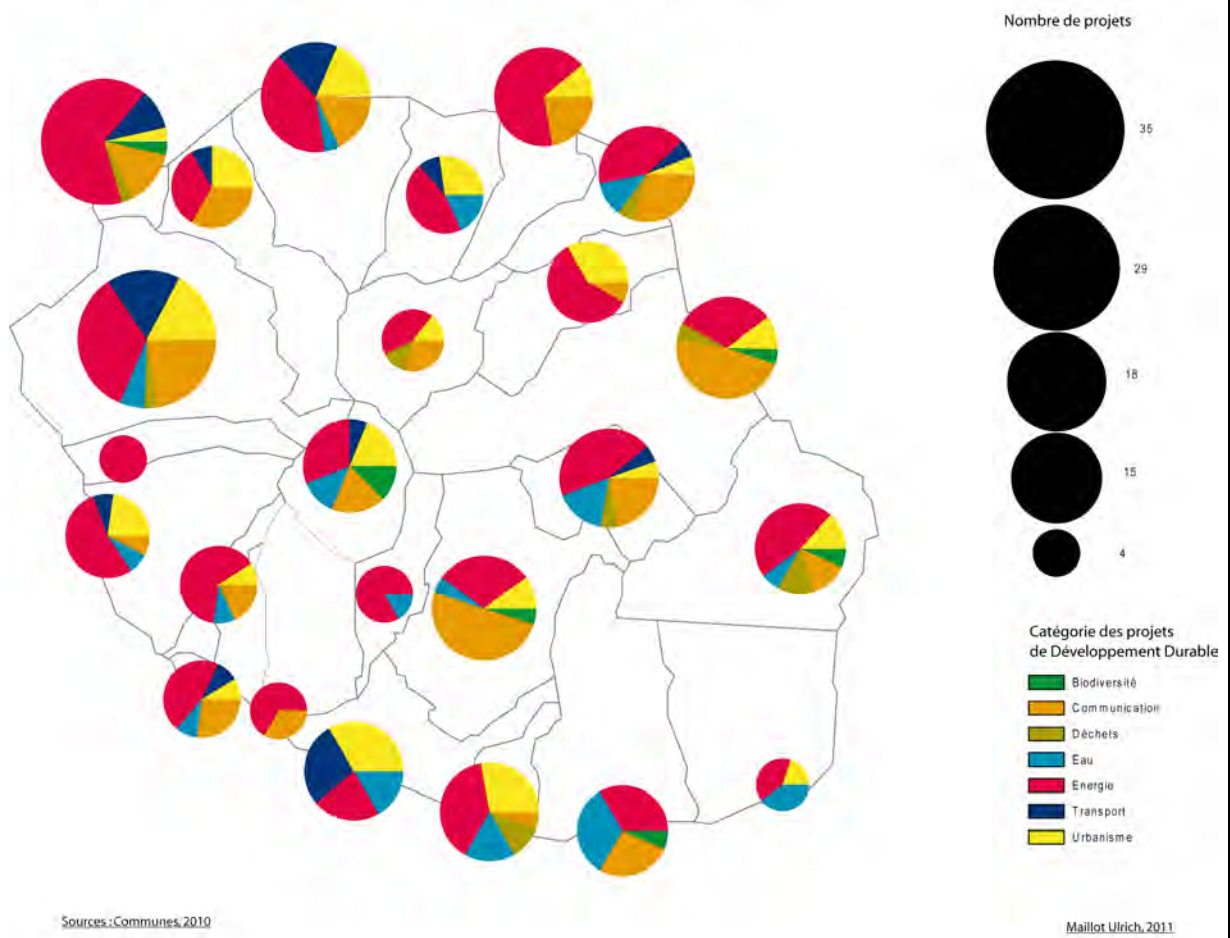 Nombre de projets
35
29
18
15
4
Catégorie des projets
de Développement Durable
Biodiversité
Communication
Déchets
Eau
Energie
Transport
Urbanisme
Sources : Communes, 2010
Maillot Ulrich, 2011